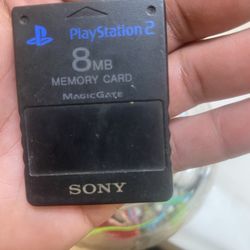 PlayStation 2
8MB
MEMORY CARD
MAGICGATE
SONY